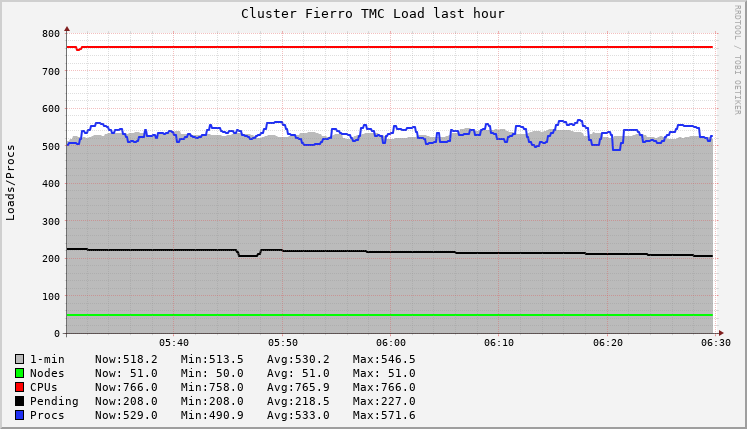 Cluster Fierro TMC Load last hour
RRDTOOL / TOBI OETIKER
Loads/Procs
800
700
600
500
400
300
200
100
0
05:40 05:50 06:00 06:10 06:20 06:30
1-min Now:518.2 Min:513.5 Avg:530.2 Max:546.5
Nodes Now: 51.0 Min: 50.0 Avg: 51.0 Max: 51.0
CPUs Now:766.0 Min:758.0 Avg:765.9 Max:766.0
Pending Now:208.0 Min:208.0 Avg:218.5 Max:227.0
Procs Now:529.0 Min:490.9 Avg:533.0 Max:571.6